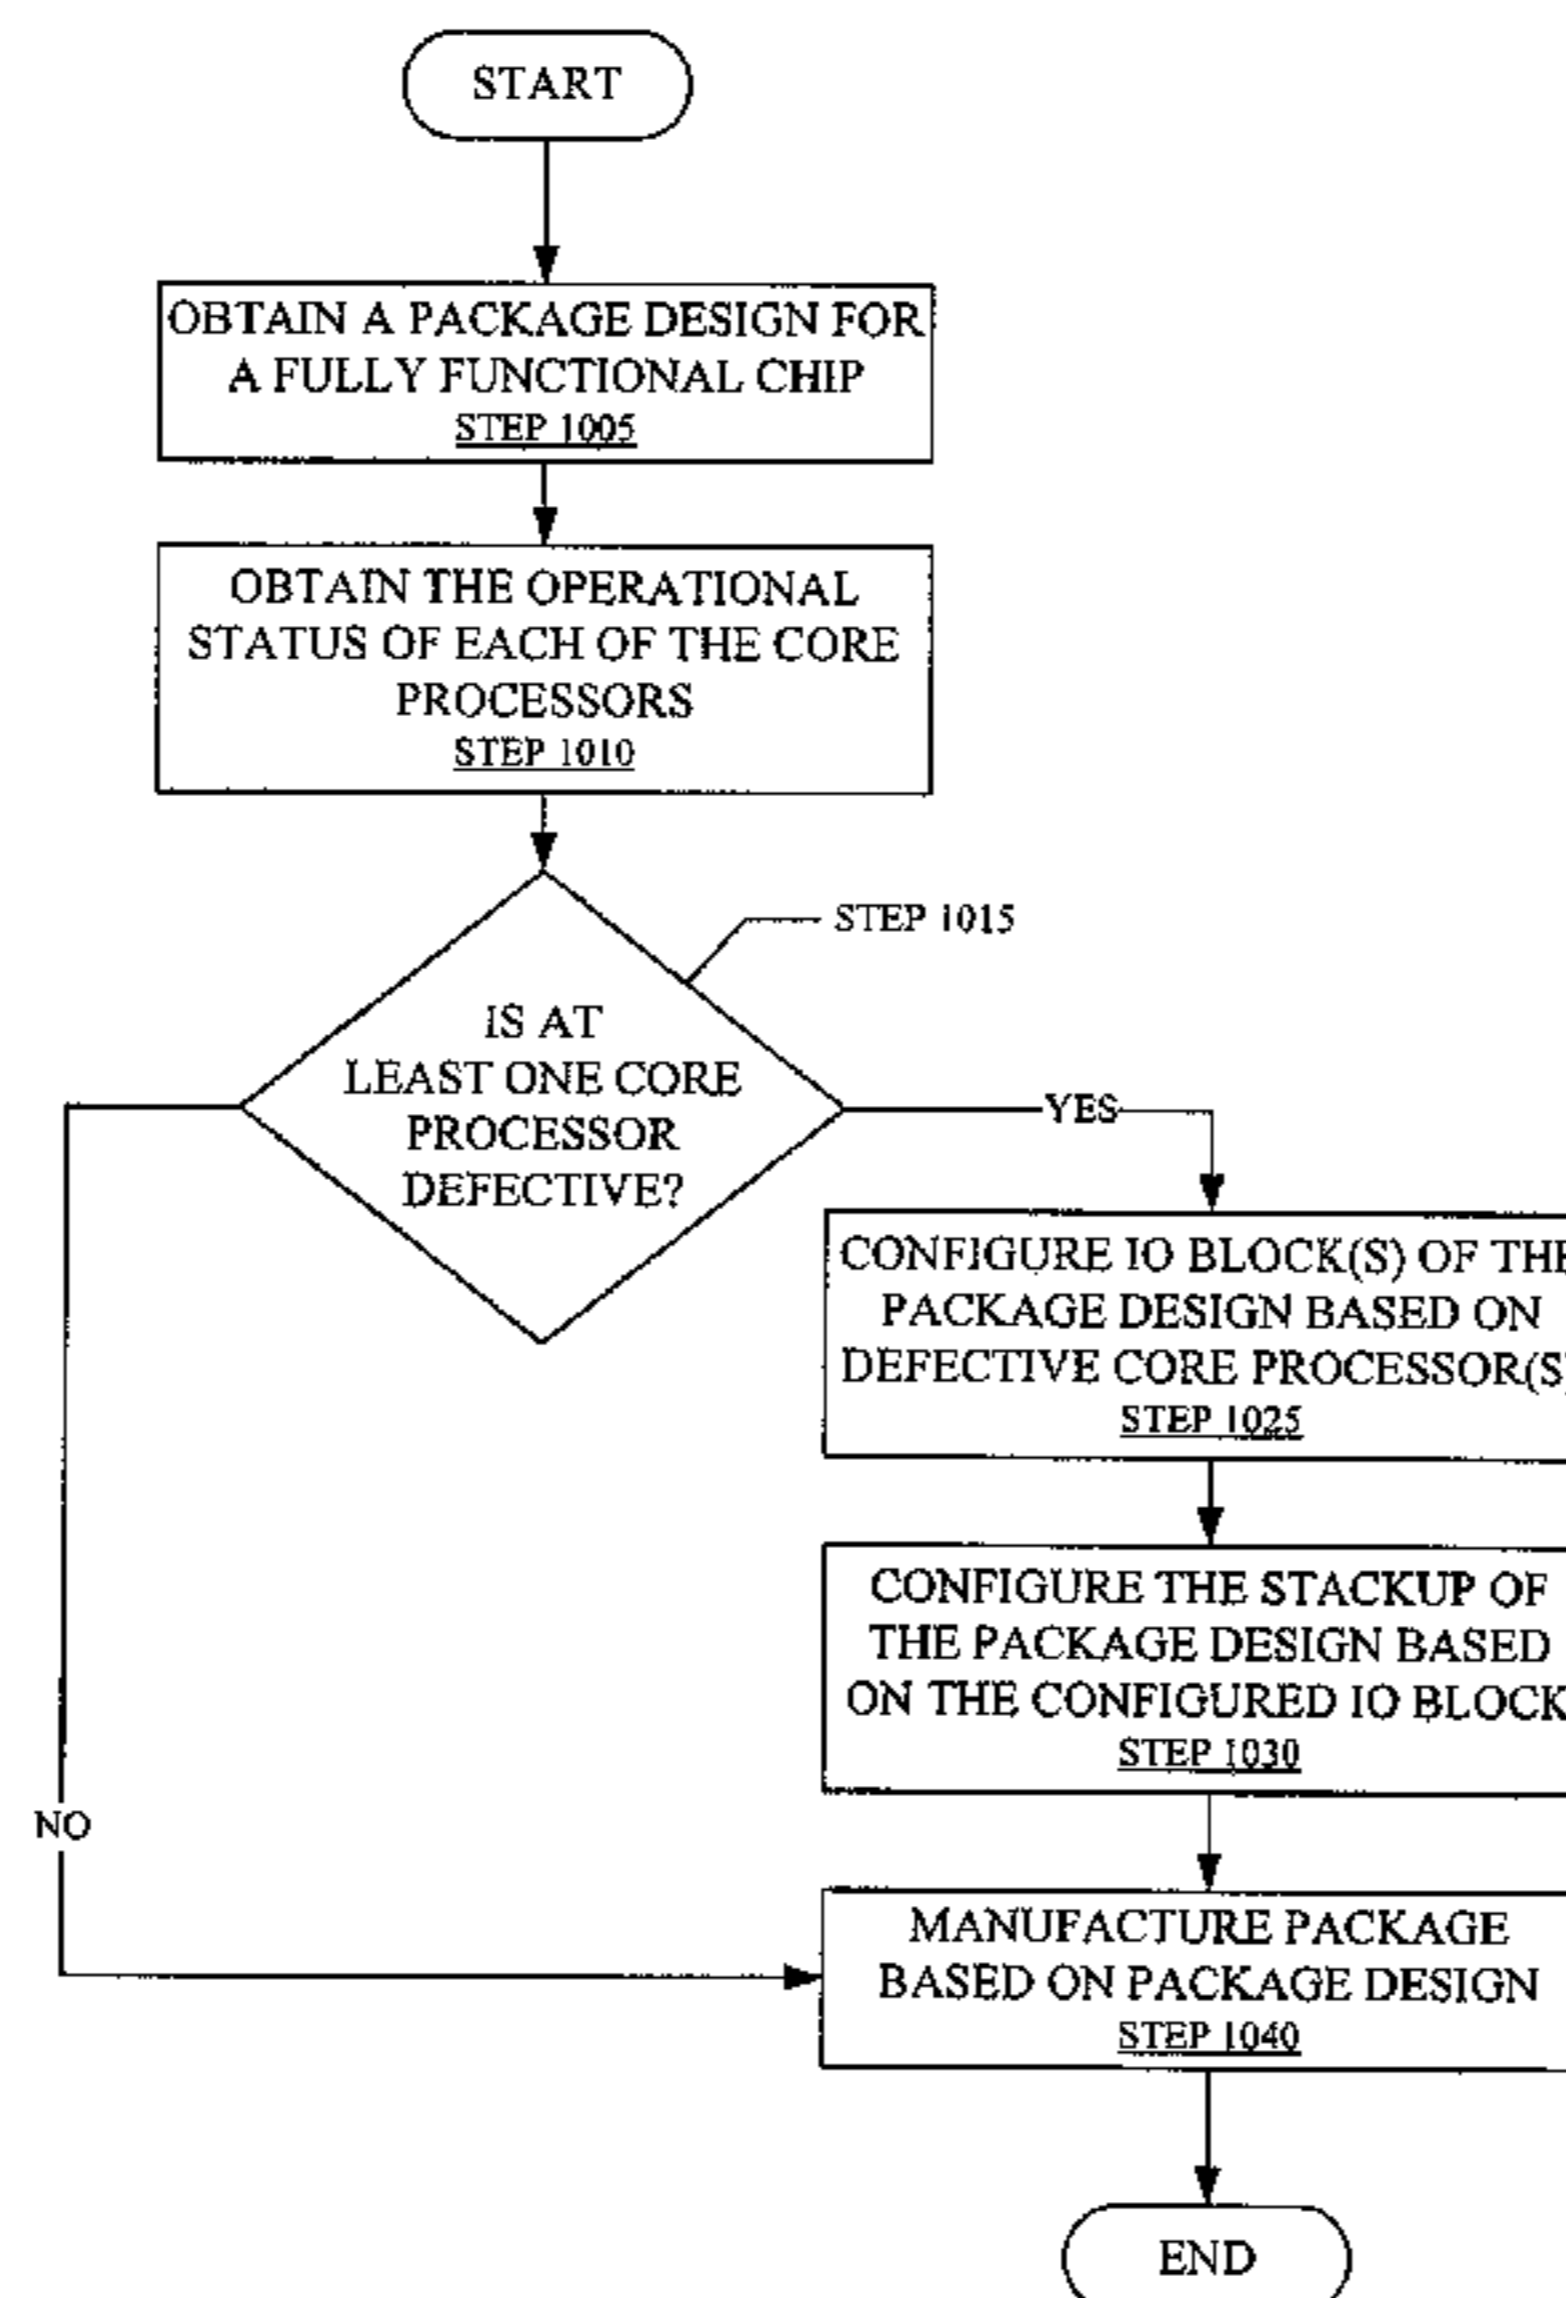 START
OBTAIN A PACKAGE DESIGN FOR
A FULLY FUNCTIONAL CHIP
STEP 1005
OBTAIN THE OPERATIONAL
STATUS OF EACH OF THE CORE
PROCESSORS
STEP 1010
STEP 1015
IS AT
LEAST ONE CORE
PROCESSOR
DEFECTIVE?
YES
CONFIGURE IO BLOCK(S) OF THE
PACKAGE DESIGN BASED ON
DEFECTIVE CORE PROCESSOR(S)
STEP 1025
CONFIGURE THE STACKUP OF
THE PACKAGE DESIGN BASED
ON THE CONFIGURED IO BLOCK
STEP 1030
NO
MANUFACTURE PACKAGE
BASED ON PACKAGE DESIGN
STEP 1040
END